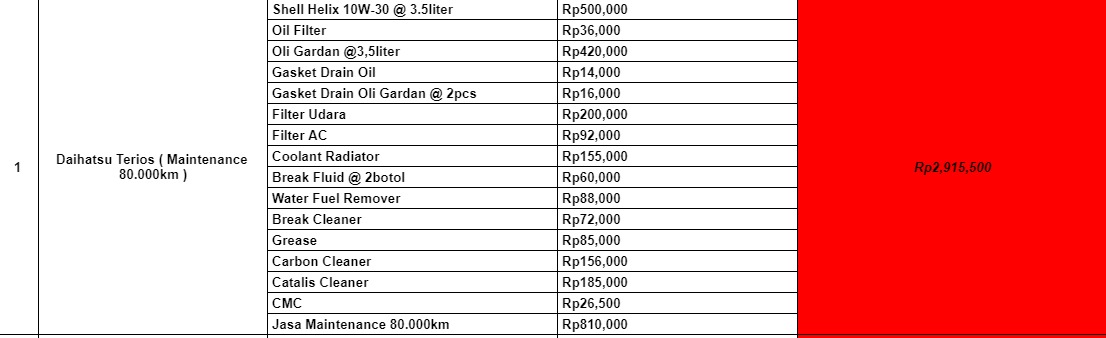 Shell Helix 10W-30 @ 3.5liter Rp500,000
Oil Filter Rp36,000
Oli Gardan @3,5liter Rp420,000
Gasket Drain Oil Rp14,000
Gasket Drain Oli Gardan @ 2pcs Rp16,000
Filter Udara Rp200,000
Filter AC Rp92,000
1 Daihatsu Terios ( Maintenance
80.000km )
Coolant Radiator Rp155,000
Rp2,915,500
Break Fluid @ 2botol Rp60,000
Water Fuel Remover Rp88,000
Break Cleaner Rp72,000
Grease Rp85,000
Carbon Cleaner Rp156,000
Catalis Cleaner Rp185,000
CMC Rp26,500
Jasa Maintenance 80.000km Rp810,000